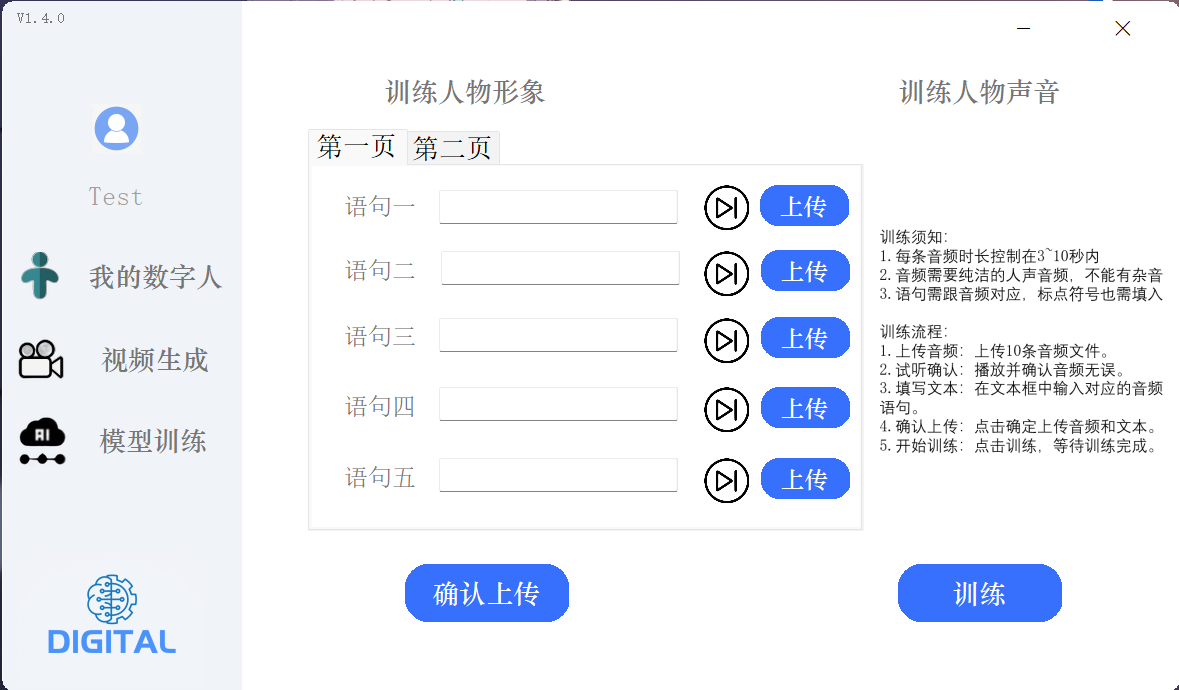 V1.4.0
Test
我的数字人
视频生成
模型训练
DIGITAL
训练人物形象
训练人物声音
第一页
第二页
语句一
上传
语句二
上传
语句三
上传
语句四
上传
语句五
上传
确认上传
训练须知：
1.每条音频时长控制在3~10秒内
2.音频需要纯洁的人声音频，不能有杂音
3.语句需跟音频对应，标点符号也需填入
训练流程：
1.上传音频：上传10条音频文件。
2.试听确认：播放并确认音频无误。
3.填写文本：在文本框中输入对应的音频
语句。
4.确认上传：点击确定上传音频和文本。
5.开始训练：点击训练，等待训练完成。
训练
AI